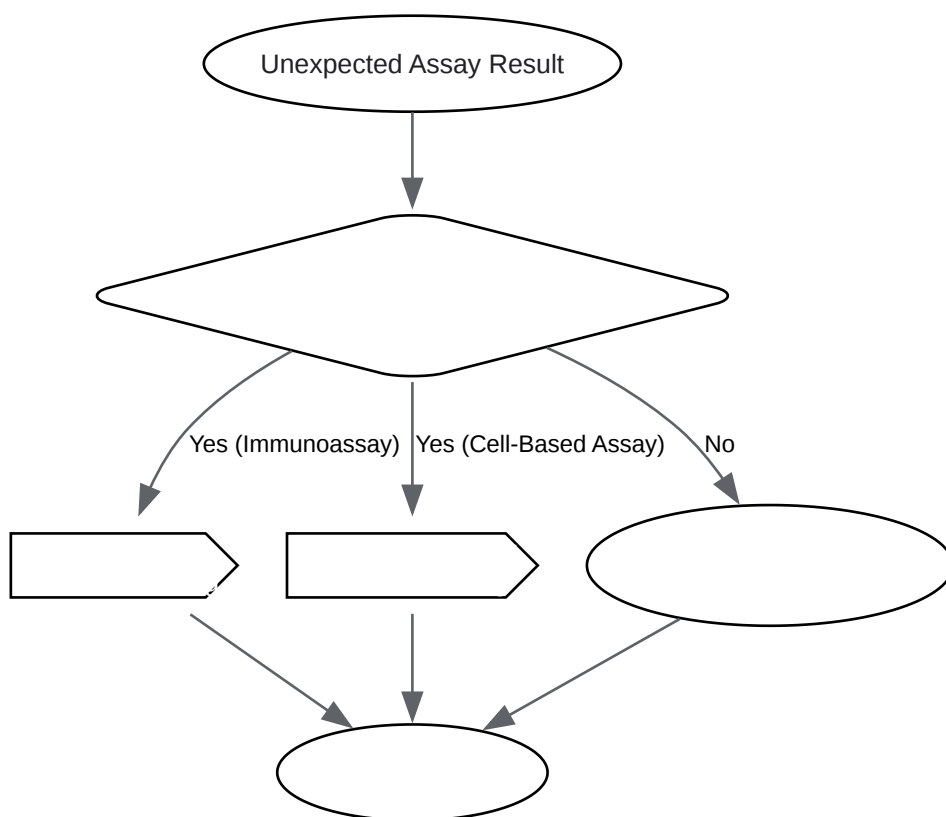 Unexpected Assay Result
Yes (Immunoassay)
Yes (Cell-Based Assay)
No